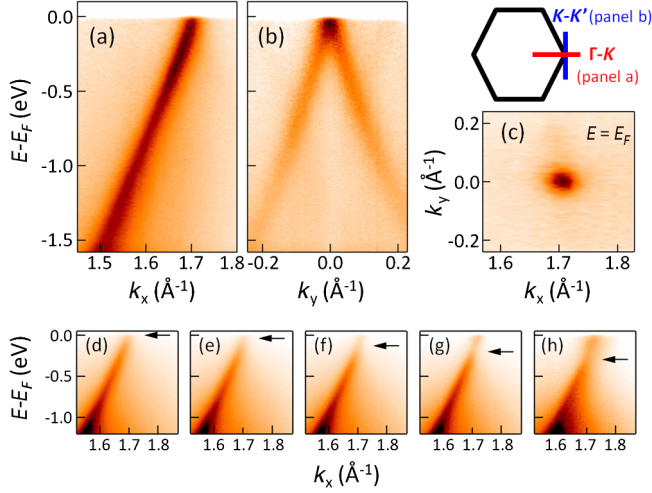 0.0
-0.5
-1.0
-1.5
E-E_F (eV)
(a)
1.5 1.6 1.7 1.8
k_x (Å⁻¹)
(b)
-0.2 0.0 0.2
k_y (Å⁻¹)
K-K' (panel b)
Γ-K
(panel a)
(c)
E = E_F
0.2
0.0
-0.2
k_y (Å⁻¹)
1.6 1.7 1.8
k_x (Å⁻¹)
0.0
-0.5
-1.0
E-E_F (eV)
(d) (e) (f) (g) (h)
1.6 1.7 1.8 1.6 1.7 1.8 1.6 1.7 1.8 1.6 1.7 1.8 1.6 1.7 1.8
k_x (Å⁻¹)